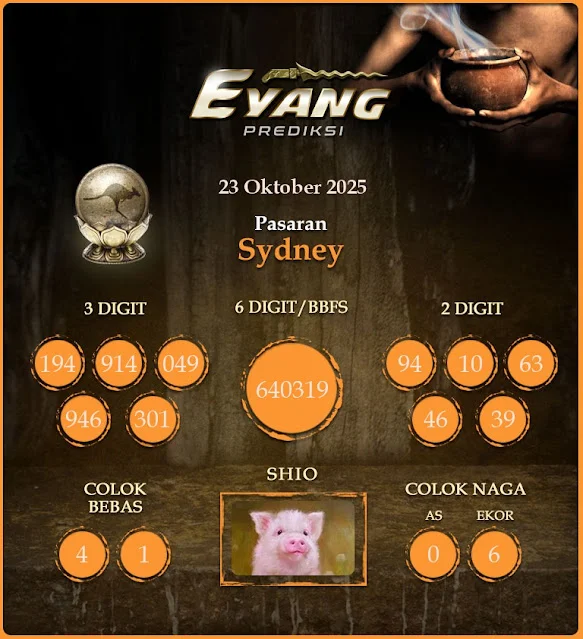 EYANG
PREDIKSI
23 Oktober 2025
Pasaran
Sydney
3 DIGIT
194 914 049
946 301
6 DIGIT/BBFS
640319
2 DIGIT
94 10 63
46 39
COLOK
BEBAS
4 1
SHIO
COLOK NAGA
AS EKOR
0 6